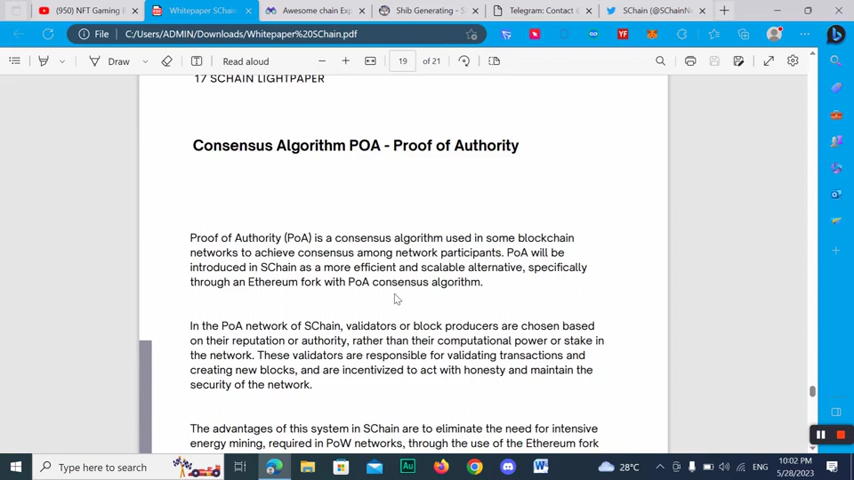 (950) NFT Gaming
Whitepaper SChain
Awesome chain Exp
Shib Generating - S
Telegram: Contact
SChain (@SChainN
File
C:/Users/ADMIN/Downloads/Whitepaper%20SChain.pdf
YF
Draw
Read aloud
19
of 21
17 SCHAIN LIGHTPAPER
Consensus Algorithm POA - Proof of Authority
Proof of Authority (PoA) is a consensus algorithm used in some blockchain
networks to achieve consensus among network participants. PoA will be
introduced in SChain as a more efficient and scalable alternative, specifically
through an Ethereum fork with PoA consensus algorithm.
In the PoA network of SChain, validators or block producers are chosen based
on their reputation or authority, rather than their computational power or stake in
the network. These validators are responsible for validating transactions and
creating new blocks, and are incentivized to act with honesty and maintain the
security of the network.
The advantages of this system in SChain are to eliminate the need for intensive
energy mining, required in PoW networks, through the use of the Ethereum fork
Type here to search
Au
28°C
ENG
10:02 PM
5/28/2023